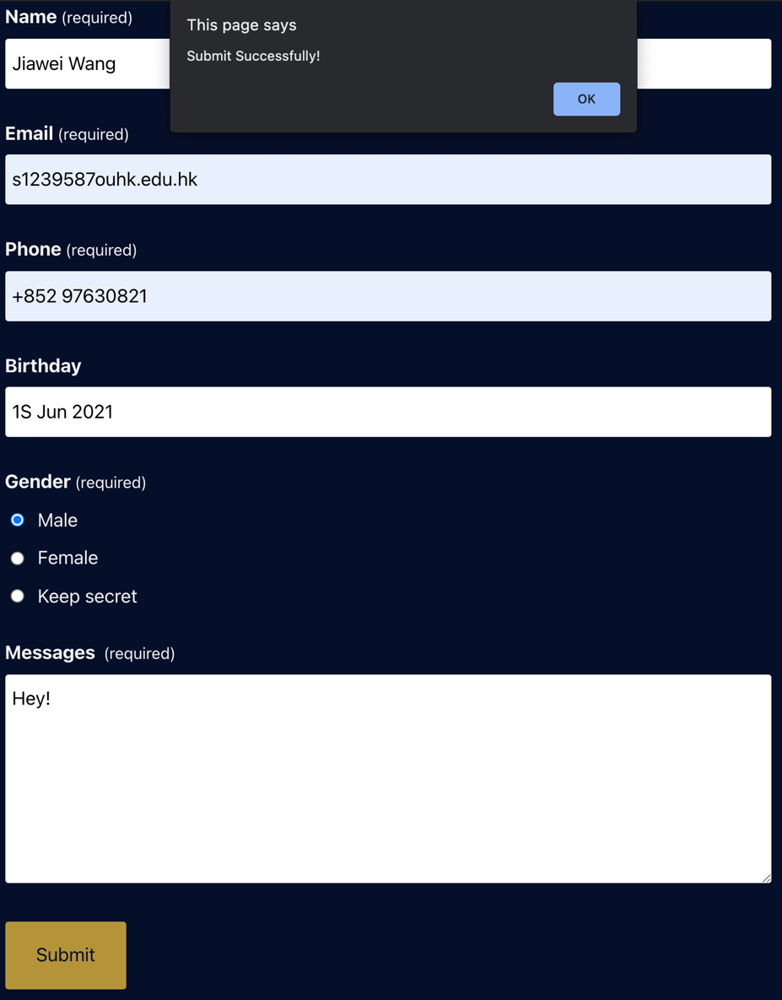 This page says
Submit Successfully!
OK
Name (required)
Jiawei Wang
Email (required)
s1239587ouhk.edu.hk
Phone (required)
+852 97630821
Birthday
1S Jun 2021
Gender (required)
Male
Female
Keep secret
Messages (required)
Hey!
Submit